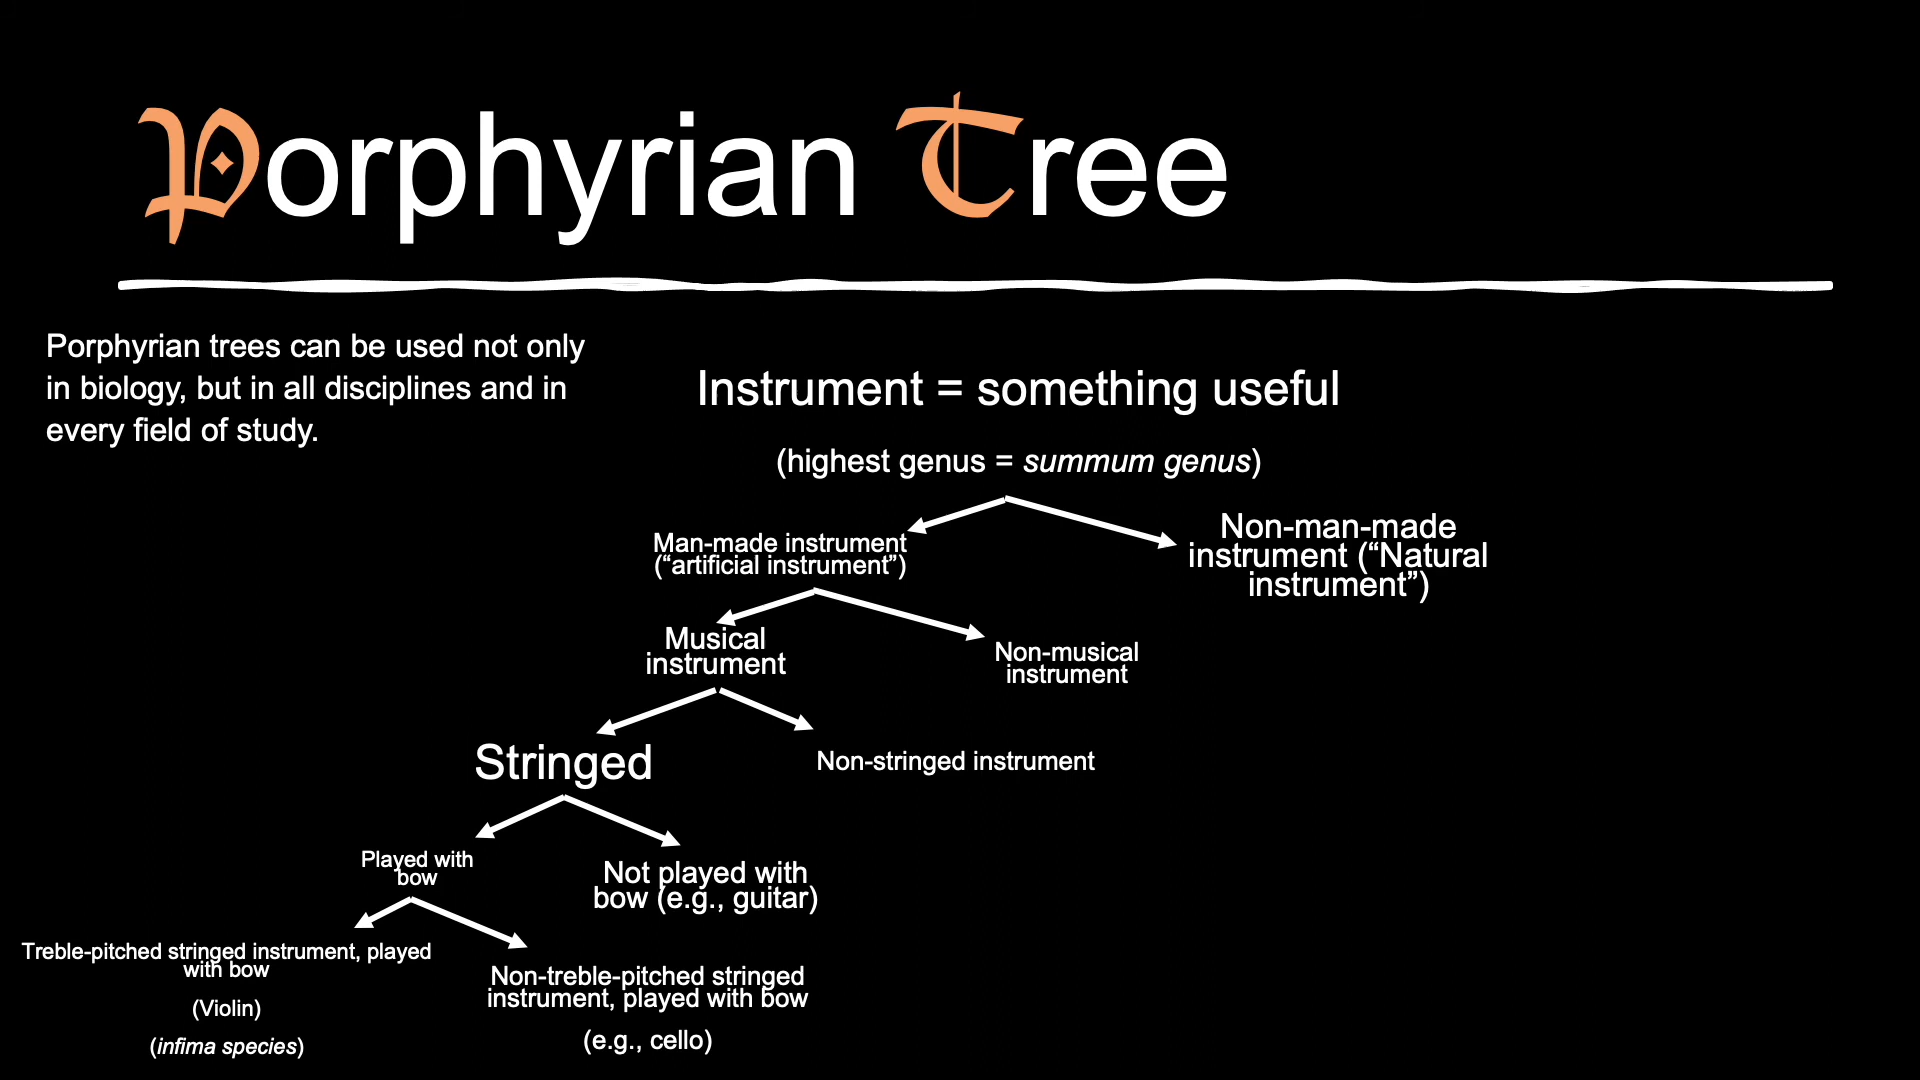 Porphyrian Tree
Porphyrian trees can be used not only
in biology, but in all disciplines and in
every field of study.
Instrument = something useful
(highest genus = summum genus)
Man-made instrument
(“artificial instrument”)
Non-man-made
instrument (“Natural
instrument”)
Musical
instrument
Non-musical
instrument
Stringed
Non-stringed instrument
Played with
bow
Not played with
bow (e.g., guitar)
Treble-pitched stringed instrument, played
with bow
(Violin)
(infima species)
Non-treble-pitched stringed
instrument, played with bow
(e.g., cello)